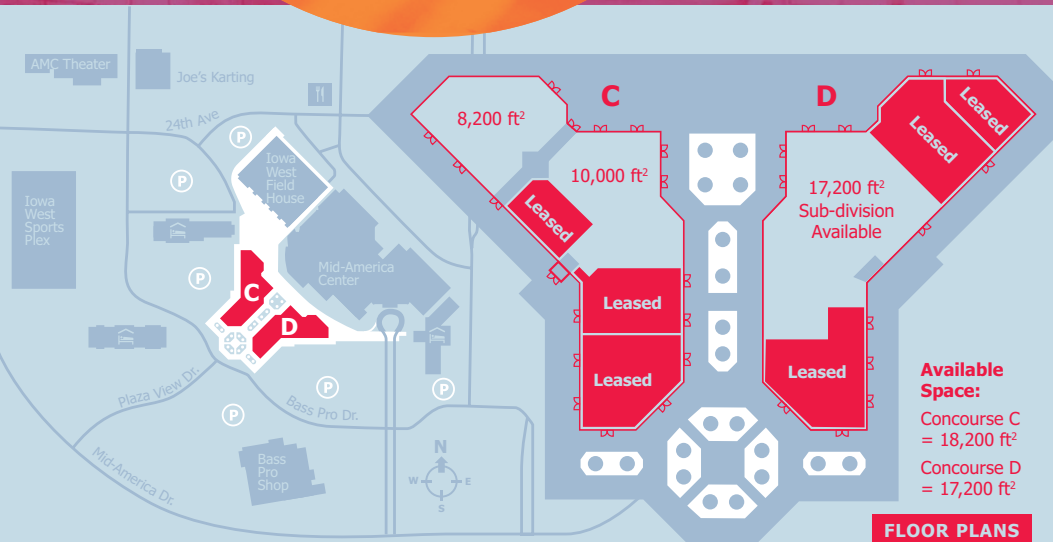 AMC Theater
Joe's Karting
24th Ave
P
P
Iowa
West
Field
House
Iowa
West
Sports
Plex
Mid-America
Center
P
C
D
Plaza View Dr.
P
P
P
Bass Pro Dr.
Mid-America Dr.
Bass
Pro
Shop
N
W
E
S
C
D
8,200 ft²
10,000 ft²
Leased
Leased
Leased
Leased
Leased
17,200 ft²
Sub-division
Available
Leased
Available
Space:
Concourse C
= 18,200 ft²
Concourse D
= 17,200 ft²
FLOOR PLANS